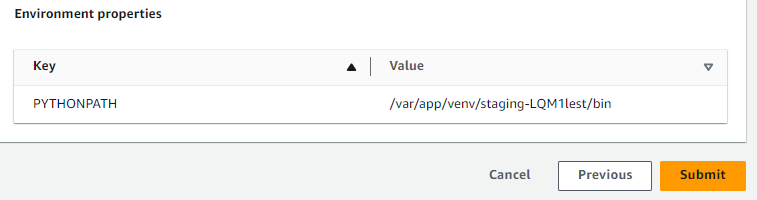 Environment properties
Key Value
PYTHONPATH /var/app/venv/staging-LQM1lest/bin
Cancel Previous Submit